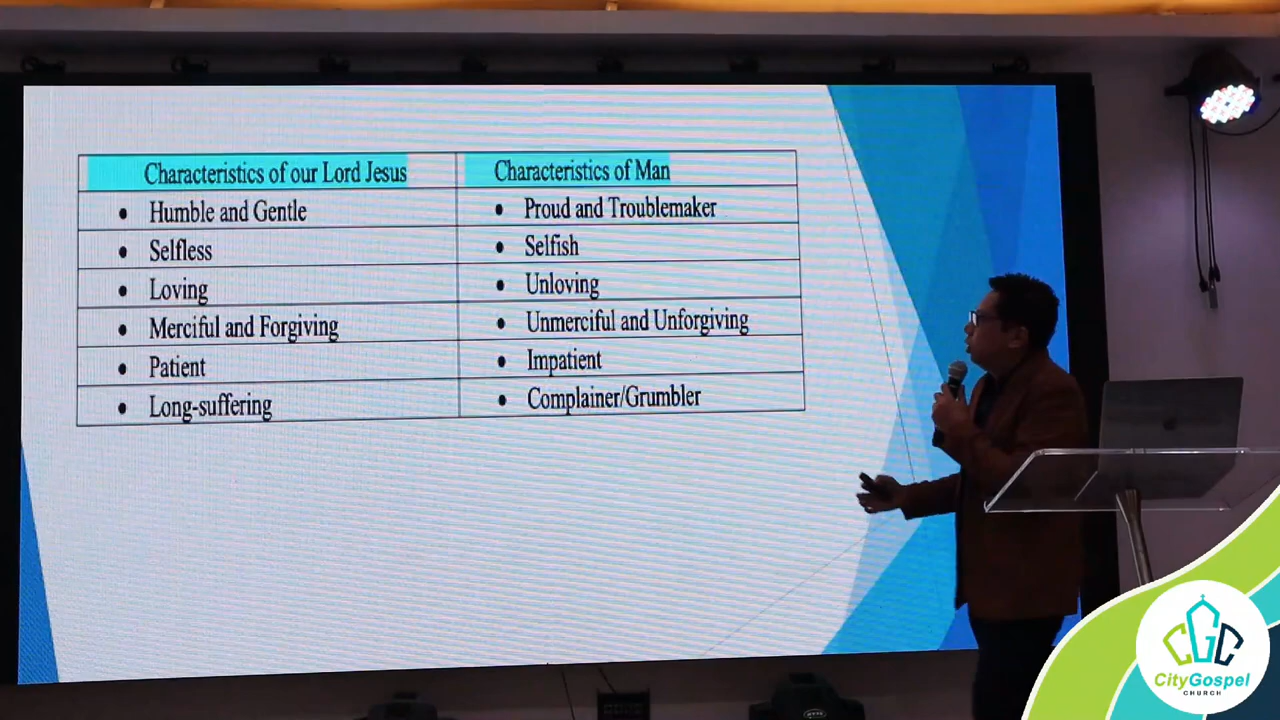 Characteristics of our Lord Jesus
Characteristics of Man
• Humble and Gentle
• Proud and Troublemaker
• Selfless
• Selfish
• Loving
• Unloving
• Merciful and Forgiving
• Unmerciful and Unforgiving
• Patient
• Impatient
• Long-suffering
• Complainer/Grumbler
CGC
CityGospel
CHURCH